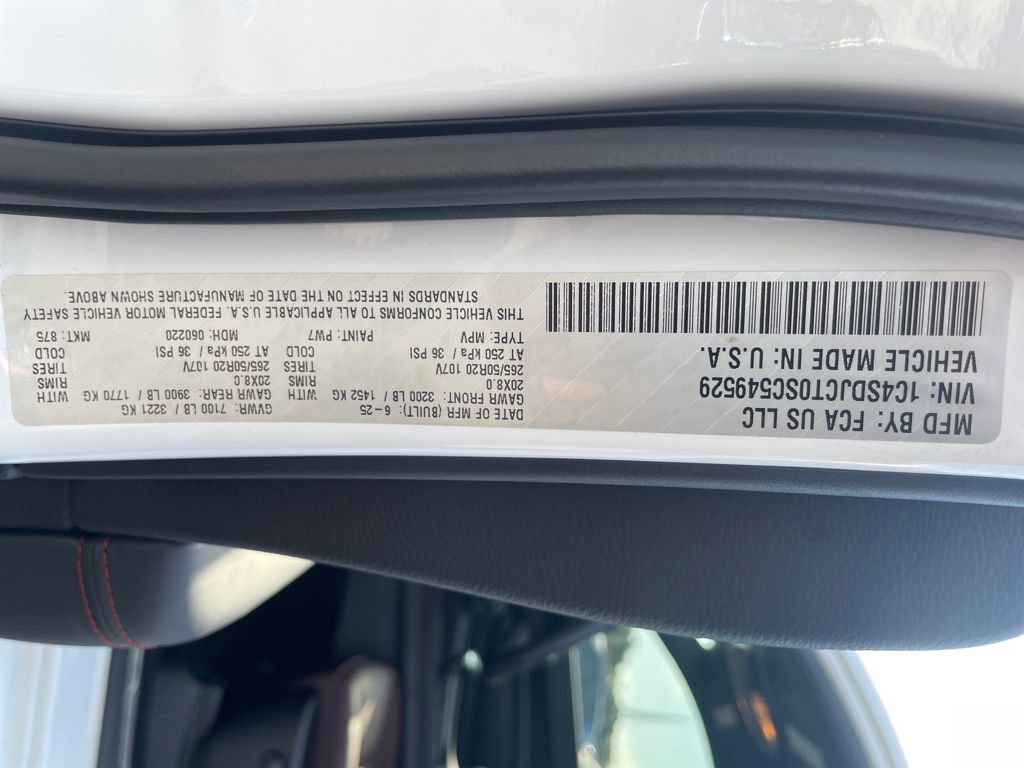 MFD BY: FCA US LLC
VIN: 1C4SDJCT0SC549529
VEHICLE MADE IN: U.S.A.
DATE OF MFR (BUILT): 6-25 GVWR: 7100 LB / 3221 KG
GAWR FRONT: 3200 LB / 1452 KG WITH GAWR REAR: 3900 LB / 1770 KG WITH
20X8.0 RIMS 20X8.0 RIMS
265/50R20 107V TIRES 265/50R20 107V TIRES
AT 250 kPa / 36 PSI COLD AT 250 kPa / 36 PSI COLD
TYPE: MPV PAINT: PW7 MDH: 060220 MKT: 875
THIS VEHICLE CONFORMS TO ALL APPLICABLE U.S.A. FEDERAL MOTOR VEHICLE SAFETY
STANDARDS IN EFFECT ON THE DATE OF MANUFACTURE SHOWN ABOVE.